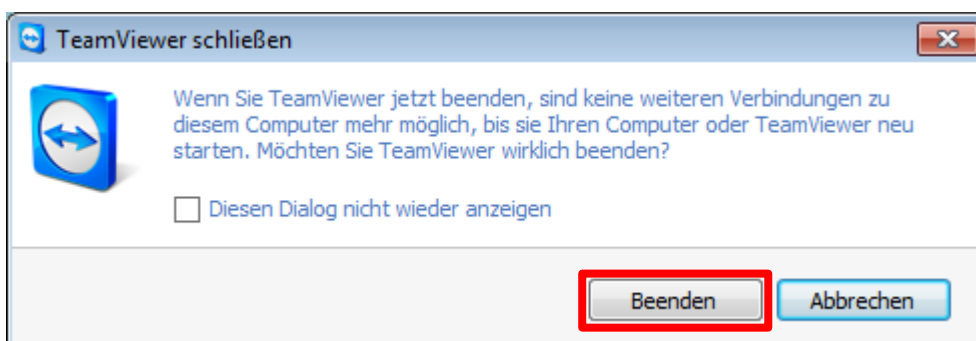 TeamViewer schließen
Wenn Sie TeamViewer jetzt beenden, sind keine weiteren Verbindungen zu
diesem Computer mehr möglich, bis sie Ihren Computer oder TeamViewer neu
starten. Möchten Sie TeamViewer wirklich beenden?
Diesen Dialog nicht wieder anzeigen
Beenden Abbrechen